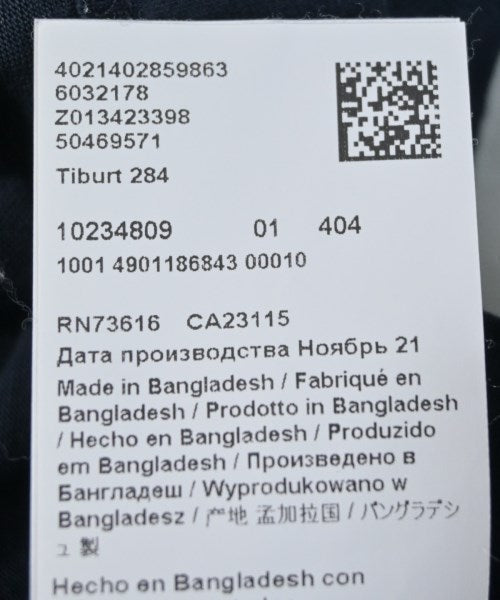 4021402859863
6032178
Z013423398
50469571
Tiburt 284
10234809 01 404
1001 4901186843 00010
RN73616 CA23115
Дата производства Ноябрь 21
Made in Bangladesh / Fabriqué en
Bangladesh / Prodotto in Bangladesh
/ Hecho en Bangladesh / Produzido
em Bangladesh / Произведено в
Бангладеш / Wyprodukowano w
Bangladesz / 产地 孟加拉国 / バングラデシ
ュ 製
Hecho en Bangladesh con